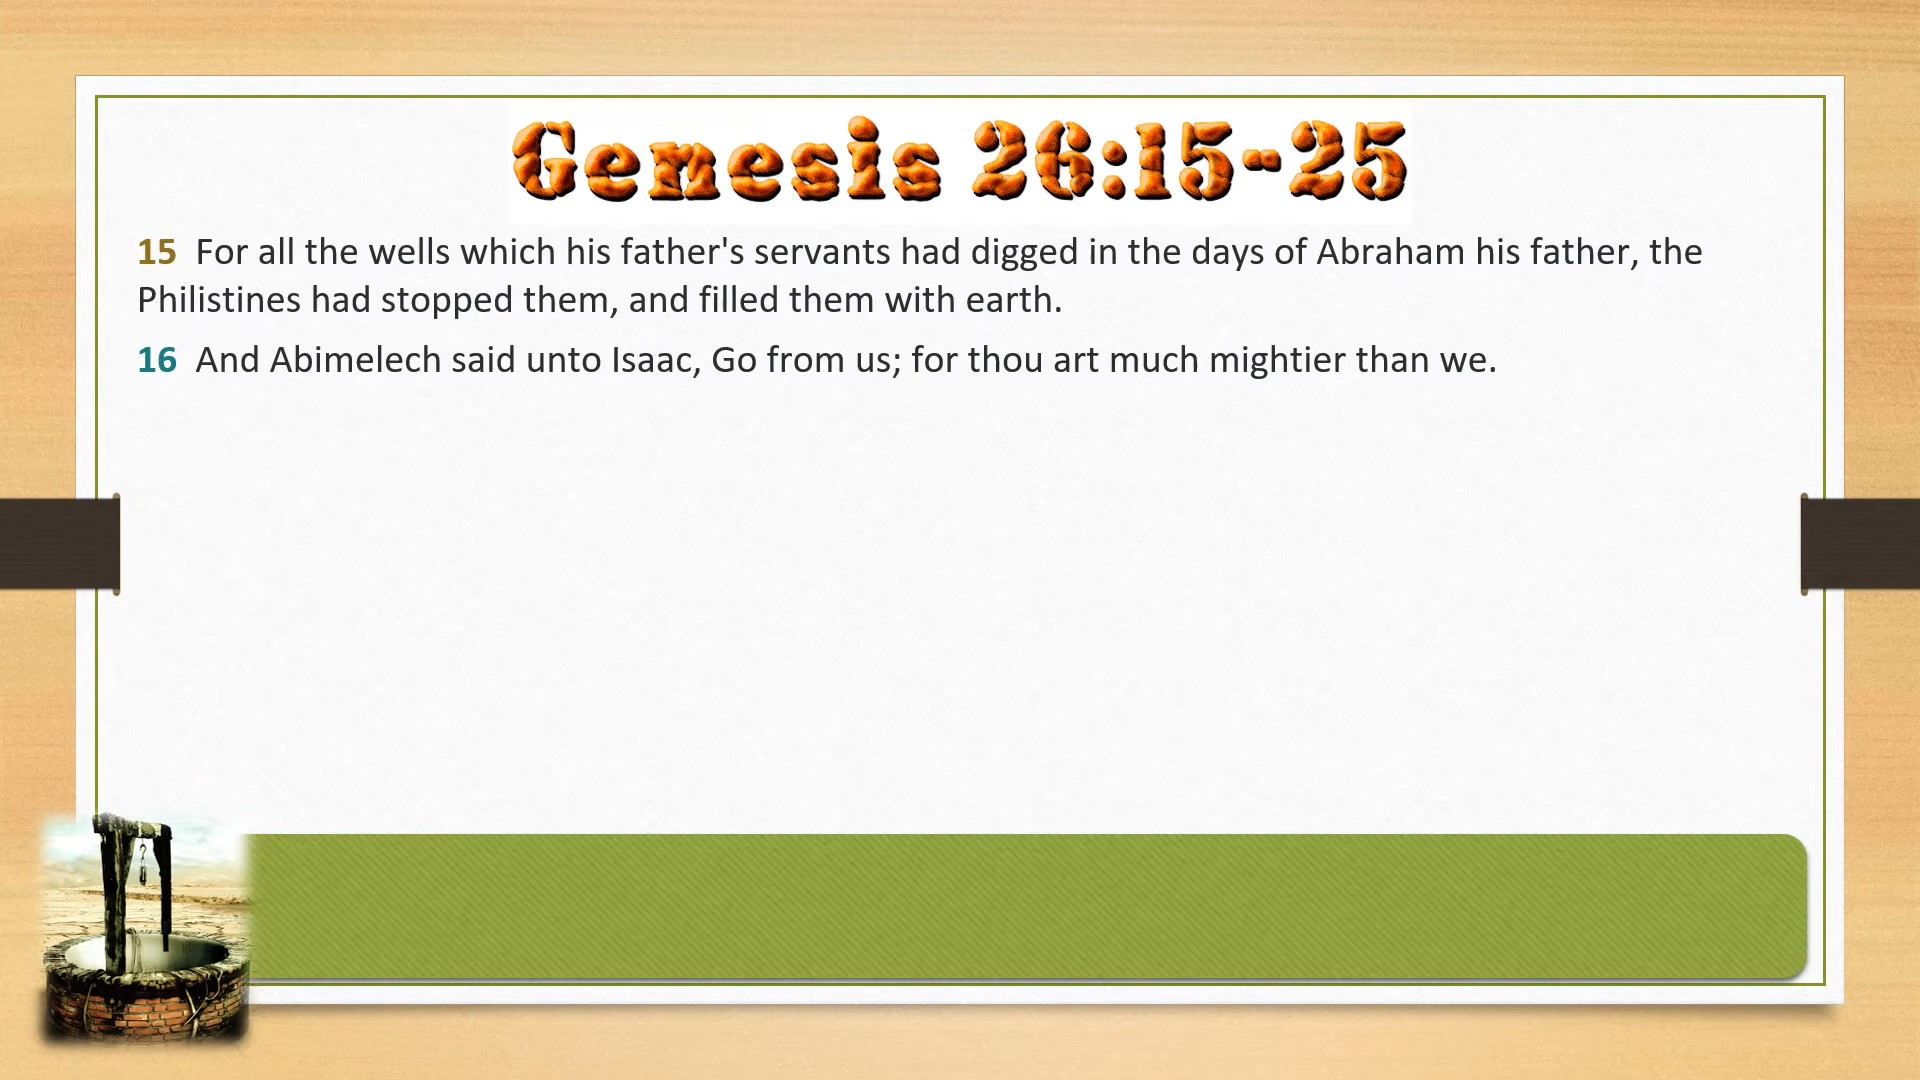 Genesis 26:15-25
15 For all the wells which his father's servants had digged in the days of Abraham his father, the
Philistines had stopped them, and filled them with earth.
16 And Abimelech said unto Isaac, Go from us; for thou art much mightier than we.